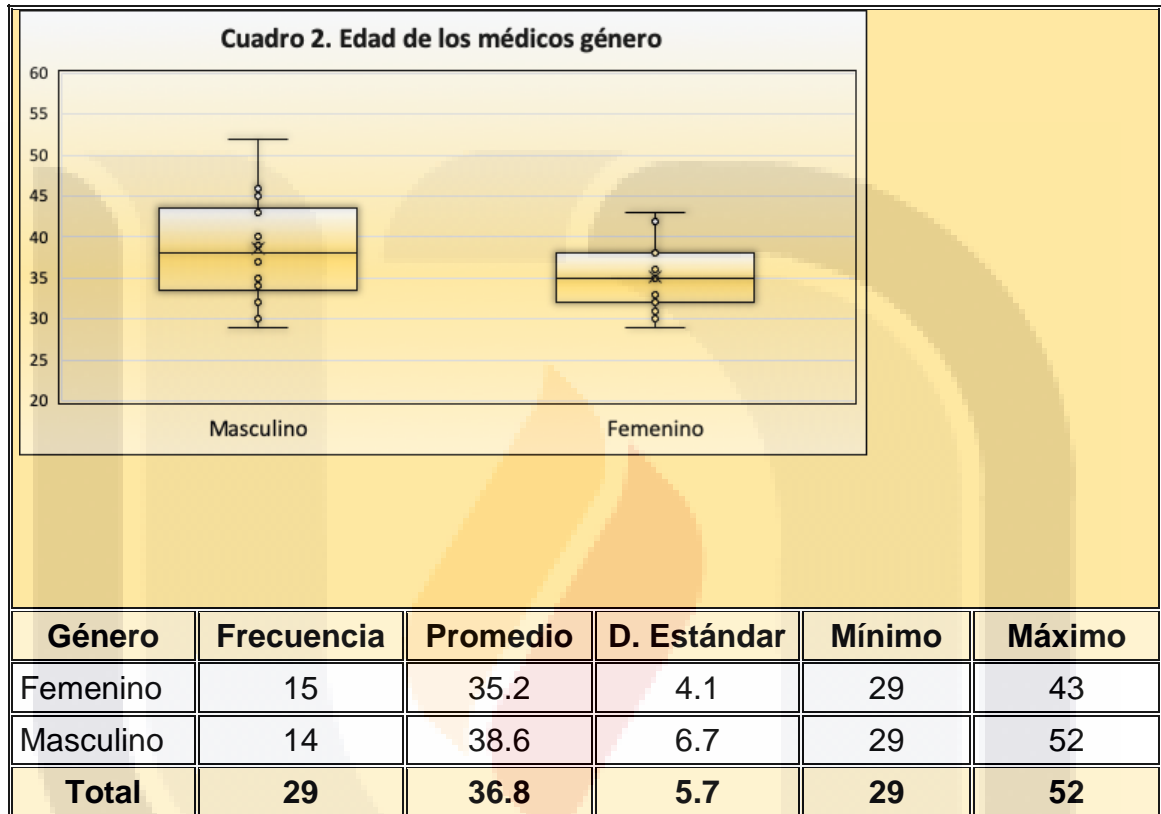 Cuadro 2. Edad de los médicos género
60
55
50
45
40
35
30
25
20
Masculino Femenino
Género Frecuencia Promedio D. Estándar Mínimo Máximo
Femenino 15 35.2 4.1 29 43
Masculino 14 38.6 6.7 29 52
Total 29 36.8 5.7 29 52